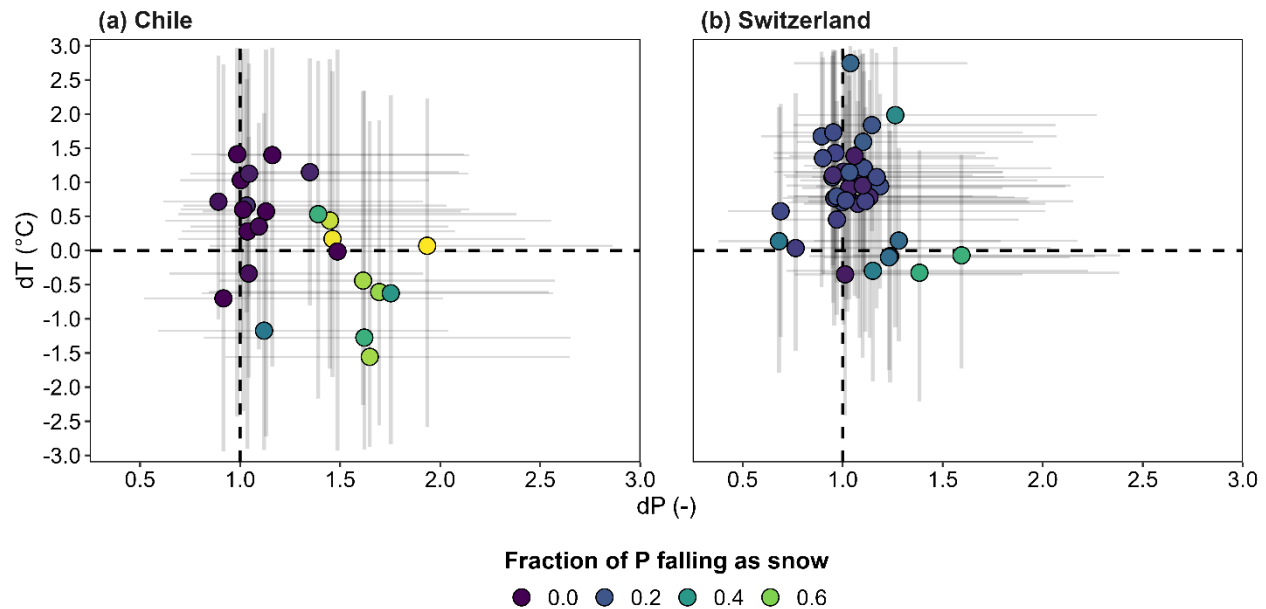 (a) Chile
(b) Switzerland
3.0
2.5
2.0
1.5
1.0
0.5
0.0
-0.5
-1.0
-1.5
-2.0
-2.5
-3.0
dT (°C)
0.5 1.0 1.5 2.0 2.5 3.0
0.5 1.0 1.5 2.0 2.5 3.0
dP (-)
Fraction of P falling as snow
0.0 0.2 0.4 0.6